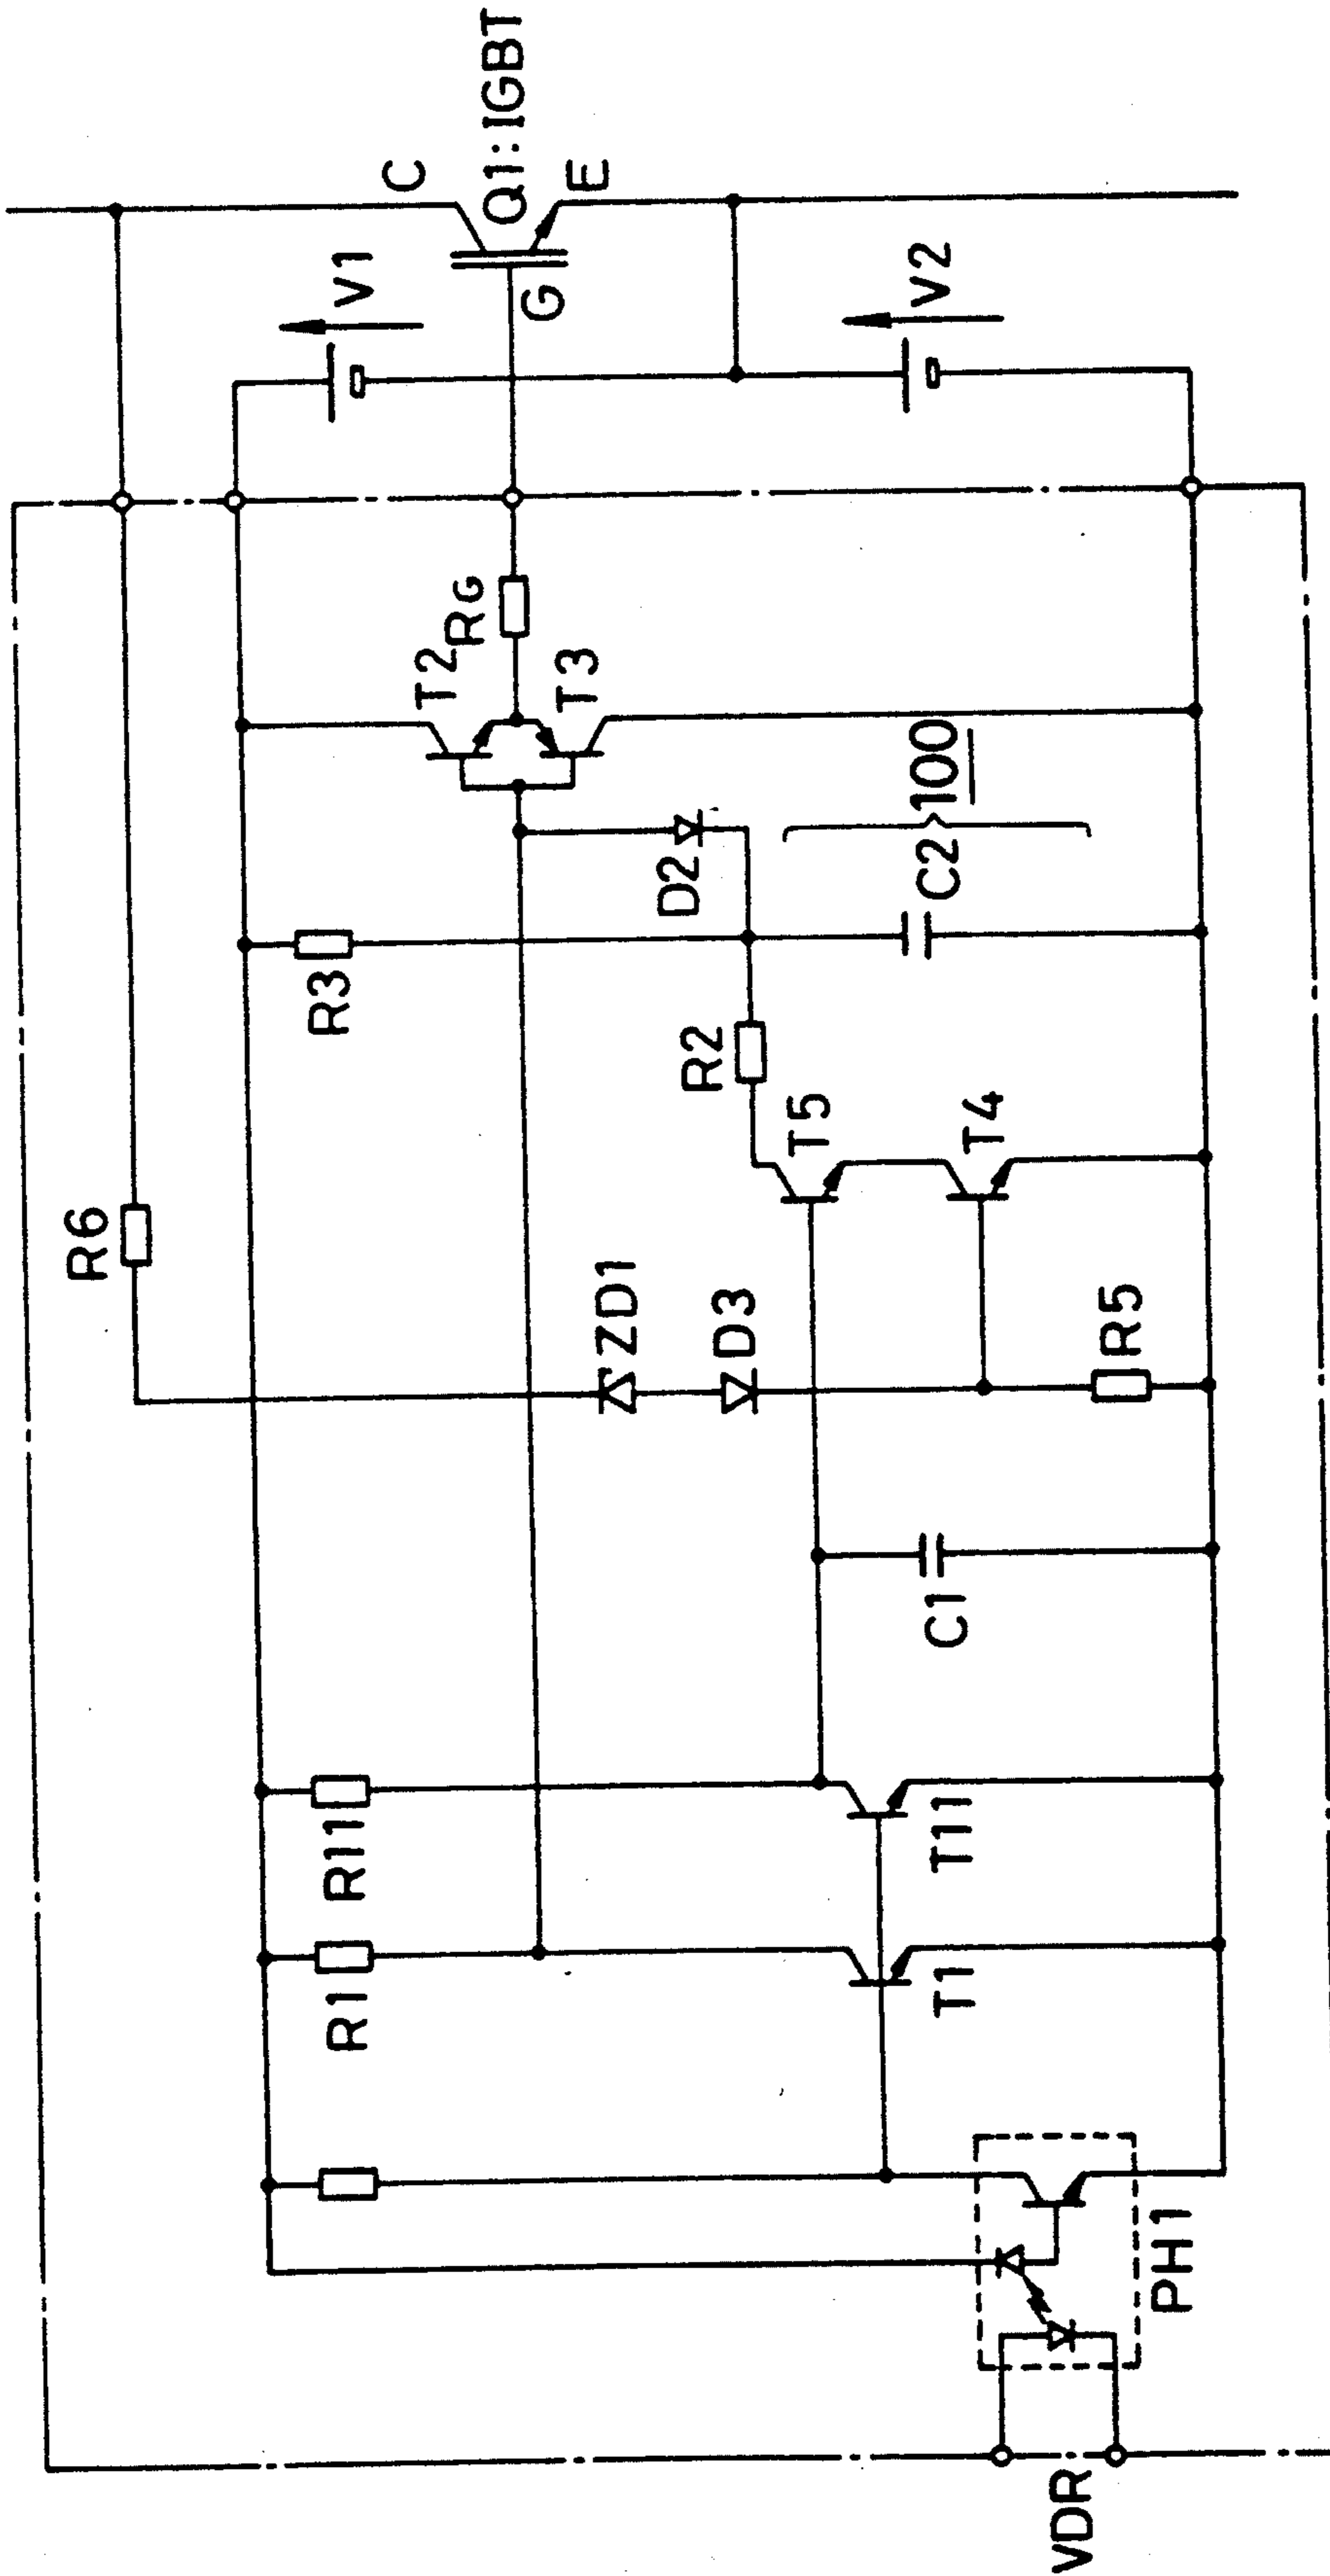 R6
C
V1
Q1:IGBT
G
E
V2
R3
T2
RG
T3
D2
R2
C2
100
T5
T4
ZD1
D3
R5
R11
C1
R1
T11
T1
PH1
VDR